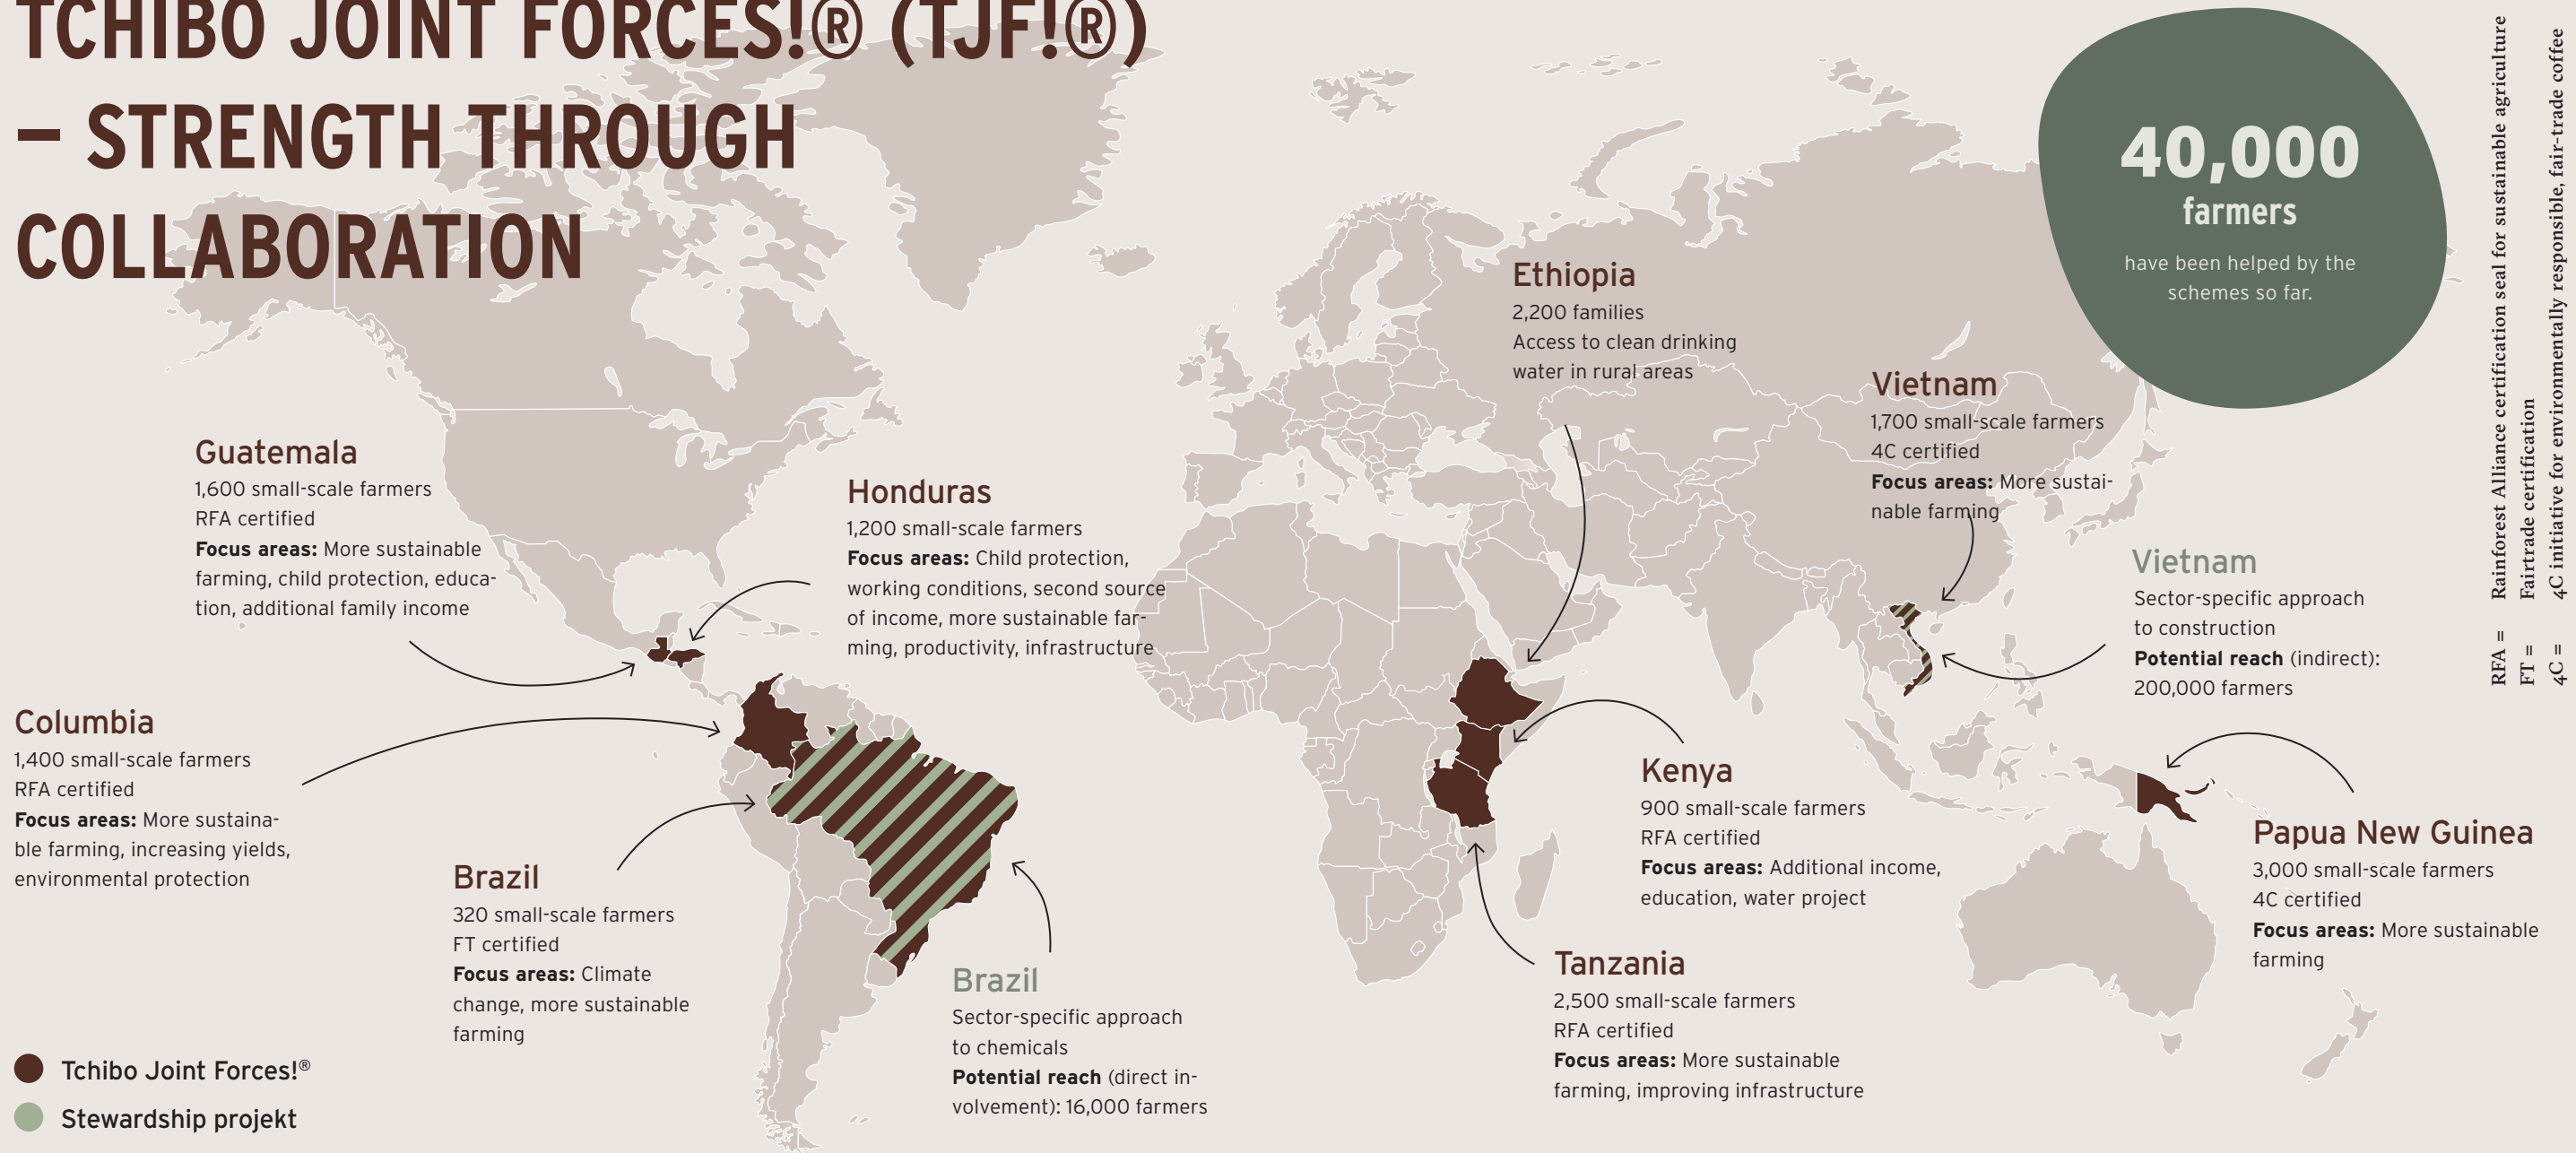 TCHIBO JOINT FORCES!® (TJF!®)
– STRENGTH THROUGH
COLLABORATION
40,000
farmers
have been helped by the
schemes so far.
RFA = Rainforest Alliance certification seal for sustainable agriculture
FT = Fairtrade certification
4C = 4C initiative for environmentally responsible, fair-trade coffee
Ethiopia
2,200 families
Access to clean drinking
water in rural areas
Vietnam
1,700 small-scale farmers
4C certified
Focus areas: More sustai-
nable farming
Guatemala
1,600 small-scale farmers
RFA certified
Focus areas: More sustainable
farming, child protection, educa-
tion, additional family income
Honduras
1,200 small-scale farmers
Focus areas: Child protection,
working conditions, second source
of income, more sustainable far-
ming, productivity, infrastructure
Vietnam
Sector-specific approach
to construction
Potential reach (indirect):
200,000 farmers
Columbia
1,400 small-scale farmers
RFA certified
Focus areas: More sustaina-
ble farming, increasing yields,
environmental protection
Kenya
900 small-scale farmers
RFA certified
Focus areas: Additional income,
education, water project
Papua New Guinea
3,000 small-scale farmers
4C certified
Focus areas: More sustainable
farming
Brazil
320 small-scale farmers
FT certified
Focus areas: Climate
change, more sustainable
farming
Brazil
Sector-specific approach
to chemicals
Potential reach (direct in-
volvement): 16,000 farmers
Tanzania
2,500 small-scale farmers
RFA certified
Focus areas: More sustainable
farming, improving infrastructure
Tchibo Joint Forces!®
Stewardship projekt